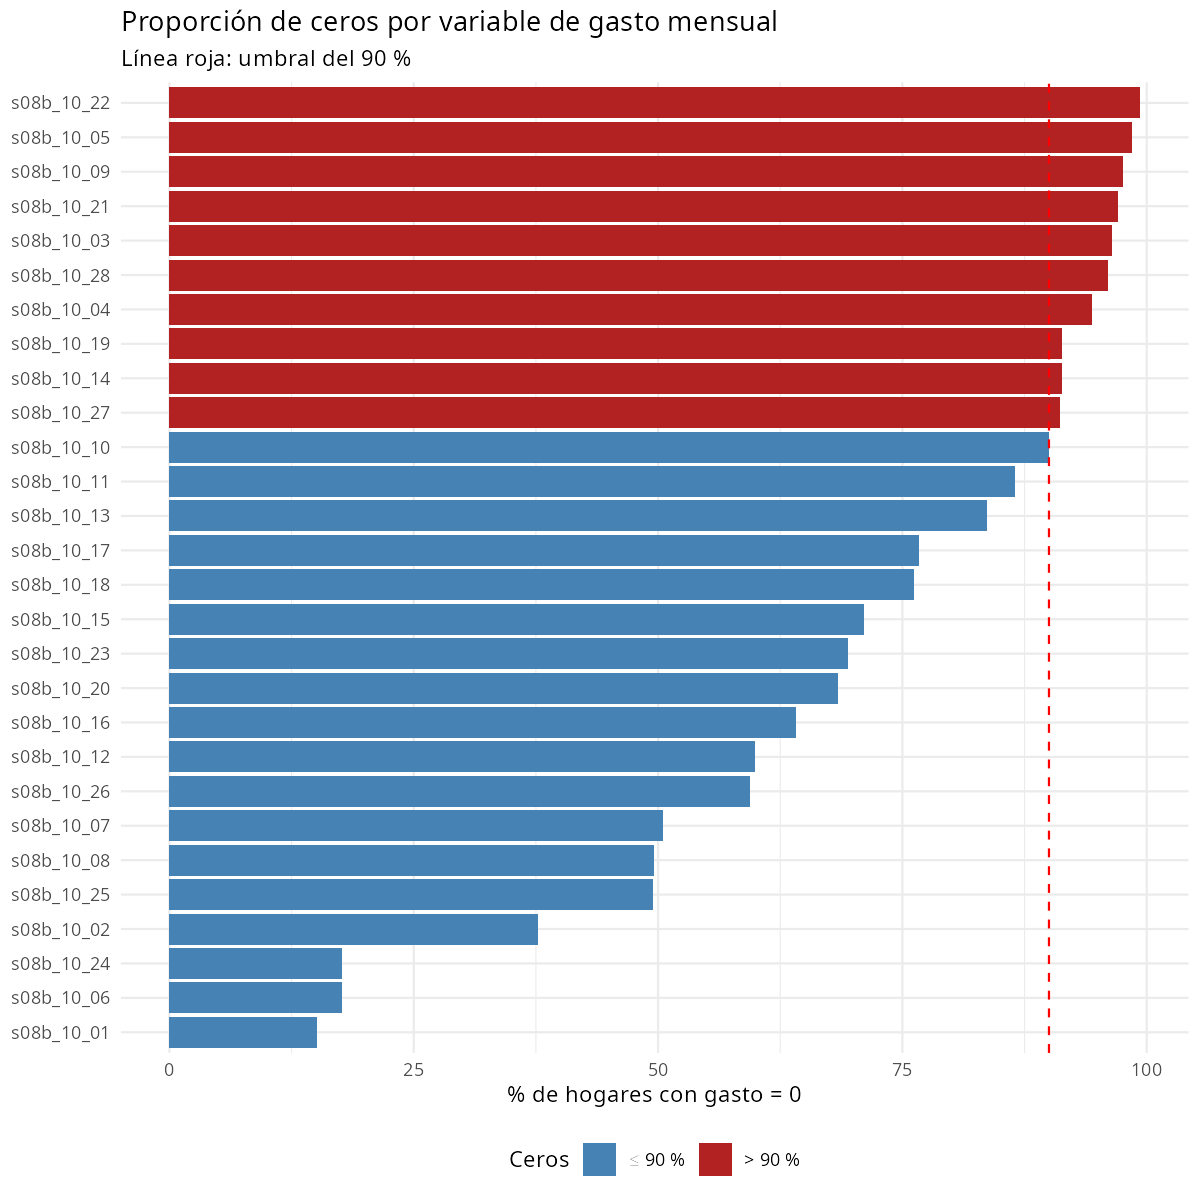 Proporción de ceros por variable de gasto mensual
Línea roja: umbral del 90 %
s08b_10_22
s08b_10_05
s08b_10_09
s08b_10_21
s08b_10_03
s08b_10_28
s08b_10_04
s08b_10_19
s08b_10_14
s08b_10_27
s08b_10_10
s08b_10_11
s08b_10_13
s08b_10_17
s08b_10_18
s08b_10_15
s08b_10_23
s08b_10_20
s08b_10_16
s08b_10_12
s08b_10_26
s08b_10_07
s08b_10_08
s08b_10_25
s08b_10_02
s08b_10_24
s08b_10_06
s08b_10_01
0 25 50 75 100
% de hogares con gasto = 0
Ceros ≤ 90 % > 90 %